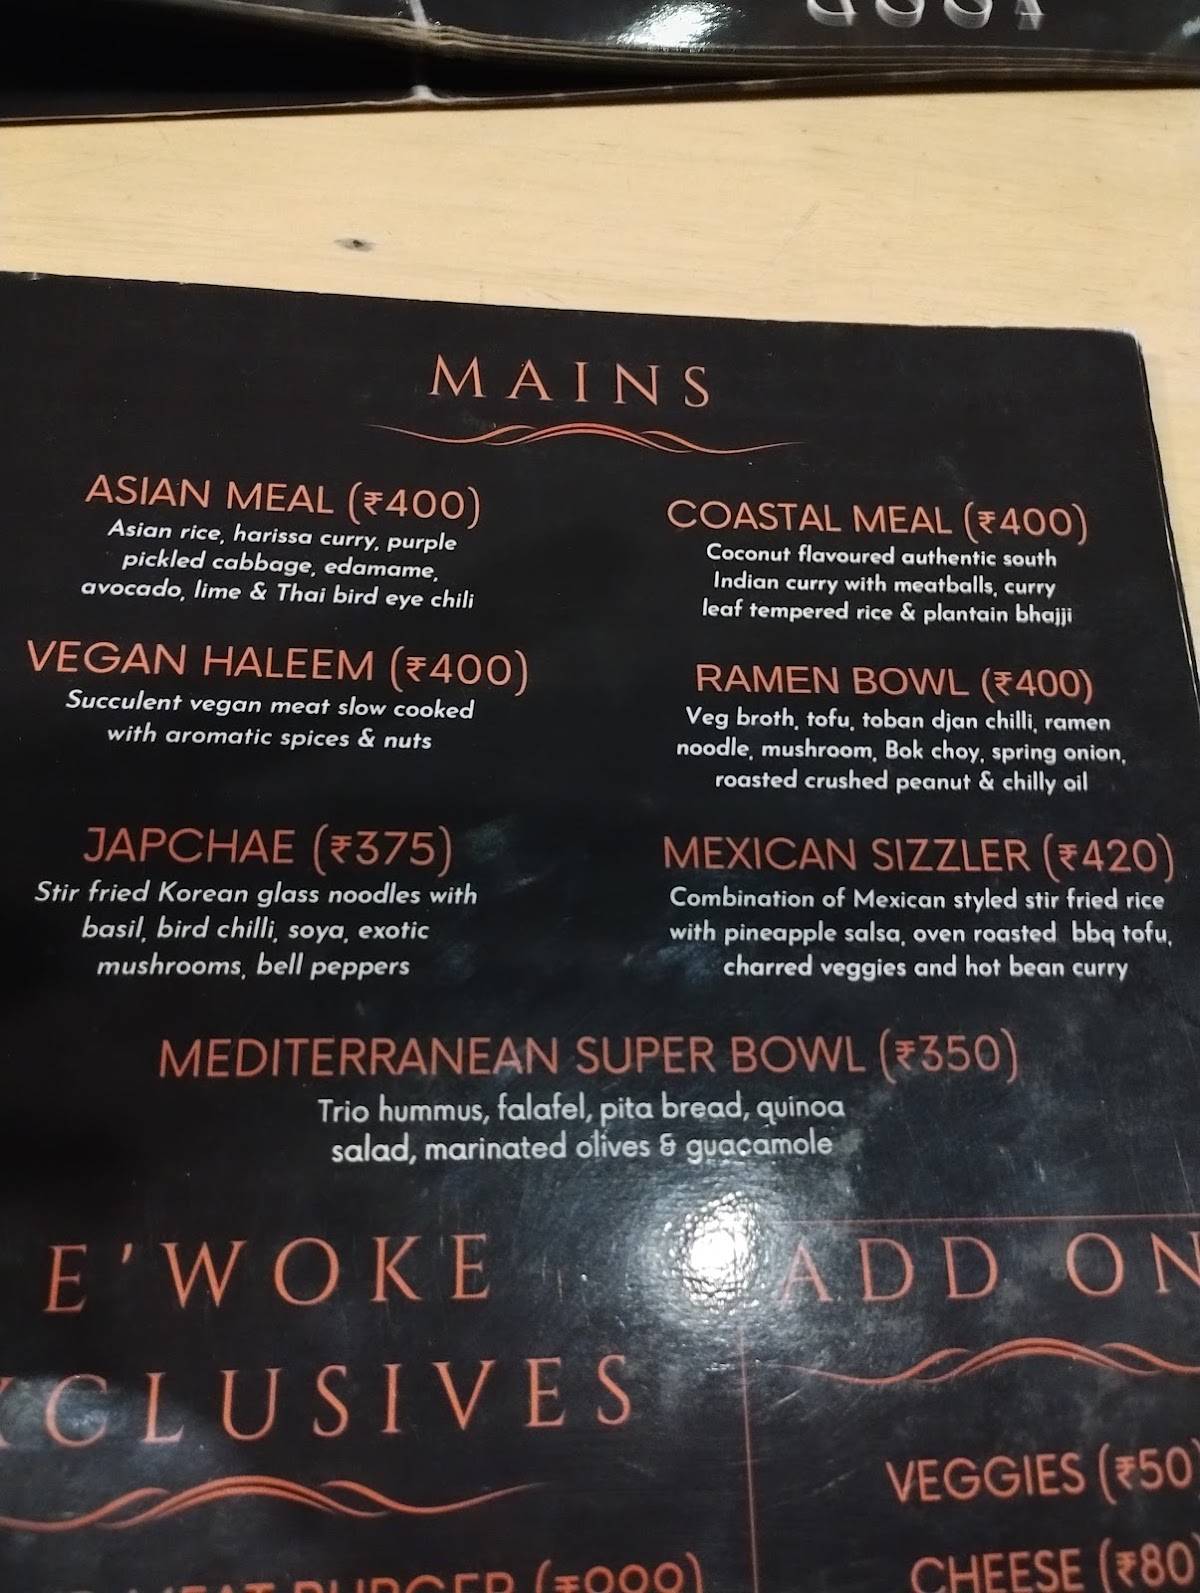 MAINS
ASIAN MEAL (₹400)
Asian rice, harissa curry, purple
pickled cabbage, edamame,
avocado, lime & Thai bird eye chili
COASTAL MEAL (₹400)
Coconut flavoured authentic south
Indian curry with meatballs, curry
leaf tempered rice & plantain bhajji
VEGAN HALEEM (₹400)
Succulent vegan meat slow cooked
with aromatic spices & nuts
RAMEN BOWL (₹400)
Veg broth, tofu, toban djan chilli, ramen
noodle, mushroom, Bok choy, spring onion,
roasted crushed peanut & chilly oil
JAPCHAE (₹375)
Stir fried Korean glass noodles with
basil, bird chilli, soya, exotic
mushrooms, bell peppers
MEXICAN SIZZLER (₹420)
Combination of Mexican styled stir fried rice
with pineapple salsa, oven roasted bbq tofu,
charred veggies and hot bean curry
MEDITERRANEAN SUPER BOWL (₹350)
Trio hummus, falafel, pita bread, quinoa
salad, marinated olives & guacamole
E'WOKE
XCLUSIVES
ADD ON
VEGGIES (₹50)
CHEESE (₹80)
MEAT BURGER